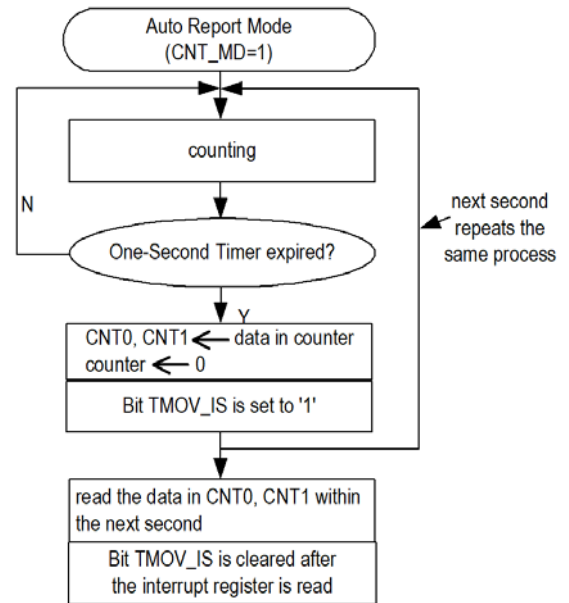 Auto Report Mode
(CNT_MD=1)
counting
N
next second
repeats the
same process
One-Second Timer expired?
Y
CNT0, CNT1 ← data in counter
counter ← 0
Bit TMOV_IS is set to '1'
read the data in CNT0, CNT1 within
the next second
Bit TMOV_IS is cleared after
the interrupt register is read